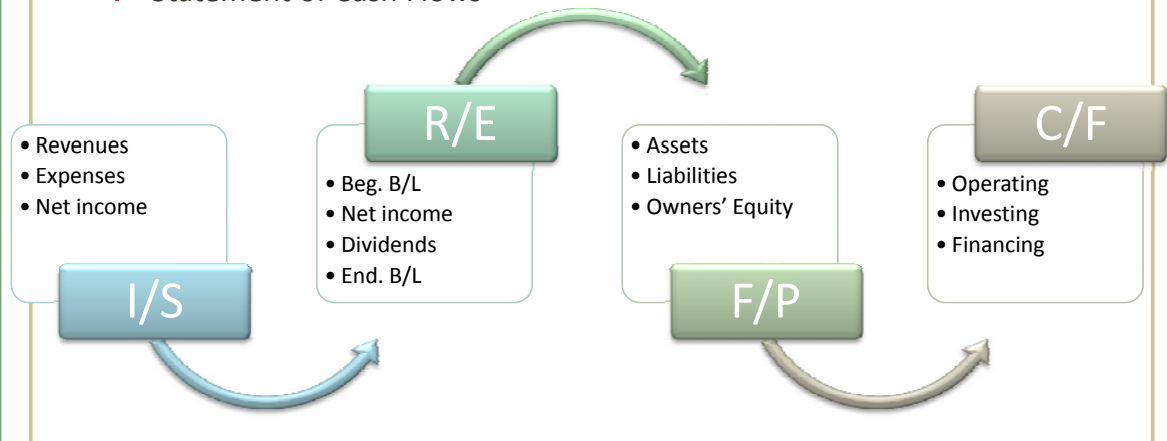 Statement of Cash Flows
• Revenues
• Expenses
• Net income
I/S
R/E
• Beg. B/L
• Net income
• Dividends
• End. B/L
• Assets
• Liabilities
• Owners’ Equity
F/P
C/F
• Operating
• Investing
• Financing